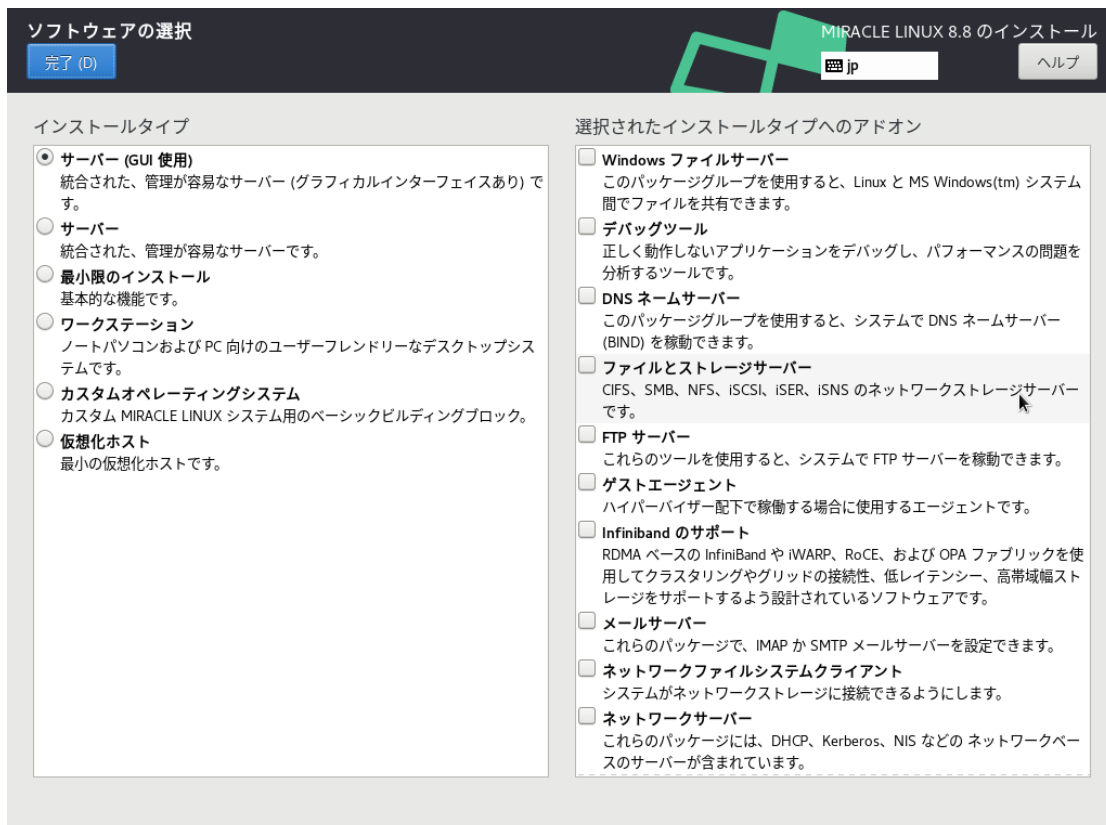 ソフトウェアの選択
MIRACLE LINUX 8.8 のインストール
完了 (D)
jp
ヘルプ
インストールタイプ
サーバー (GUI 使用)
統合された、管理が容易なサーバー (グラフィカルインターフェイスあり) で
す。
サーバー
統合された、管理が容易なサーバーです。
最小限のインストール
基本的な機能です。
ワークステーション
ノートパソコンおよび PC 向けのユーザーフレンドリーなデスクトップシス
テムです。
カスタムオペレーティングシステム
カスタム MIRACLE LINUX システム用のベーシックビルディングブロック。
仮想化ホスト
最小の仮想化ホストです。
選択されたインストールタイプへのアドオン
Windows ファイルサーバー
このパッケージグループを使用すると、Linux と MS Windows(tm) システム
間でファイルを共有できます。
デバッグツール
正しく動作しないアプリケーションをデバッグし、パフォーマンスの問題を
分析するツールです。
DNS ネームサーバー
このパッケージグループを使用すると、システムで DNS ネームサーバー
(BIND) を稼動できます。
ファイルとストレージサーバー
CIFS、SMB、NFS、iSCSI、iSER、iSNS のネットワークストレージサーバー
です。
FTP サーバー
これらのツールを使用すると、システムで FTP サーバーを稼動できます。
ゲストエージェント
ハイパーバイザー配下で稼働する場合に使用するエージェントです。
Infiniband のサポート
RDMA ベースの InfiniBand や iWARP、RoCE、および OPA ファブリックを使
用してクラスタリングやグリッドの接続性、低レイテンシー、高帯域幅スト
レージをサポートするよう設計されているソフトウェアです。
メールサーバー
これらのパッケージで、IMAP か SMTP メールサーバーを設定できます。
ネットワークファイルシステムクライアント
システムがネットワークストレージに接続できるようにします。
ネットワークサーバー
これらのパッケージには、DHCP、Kerberos、NIS などの ネットワークベー
スのサーバーが含まれています。